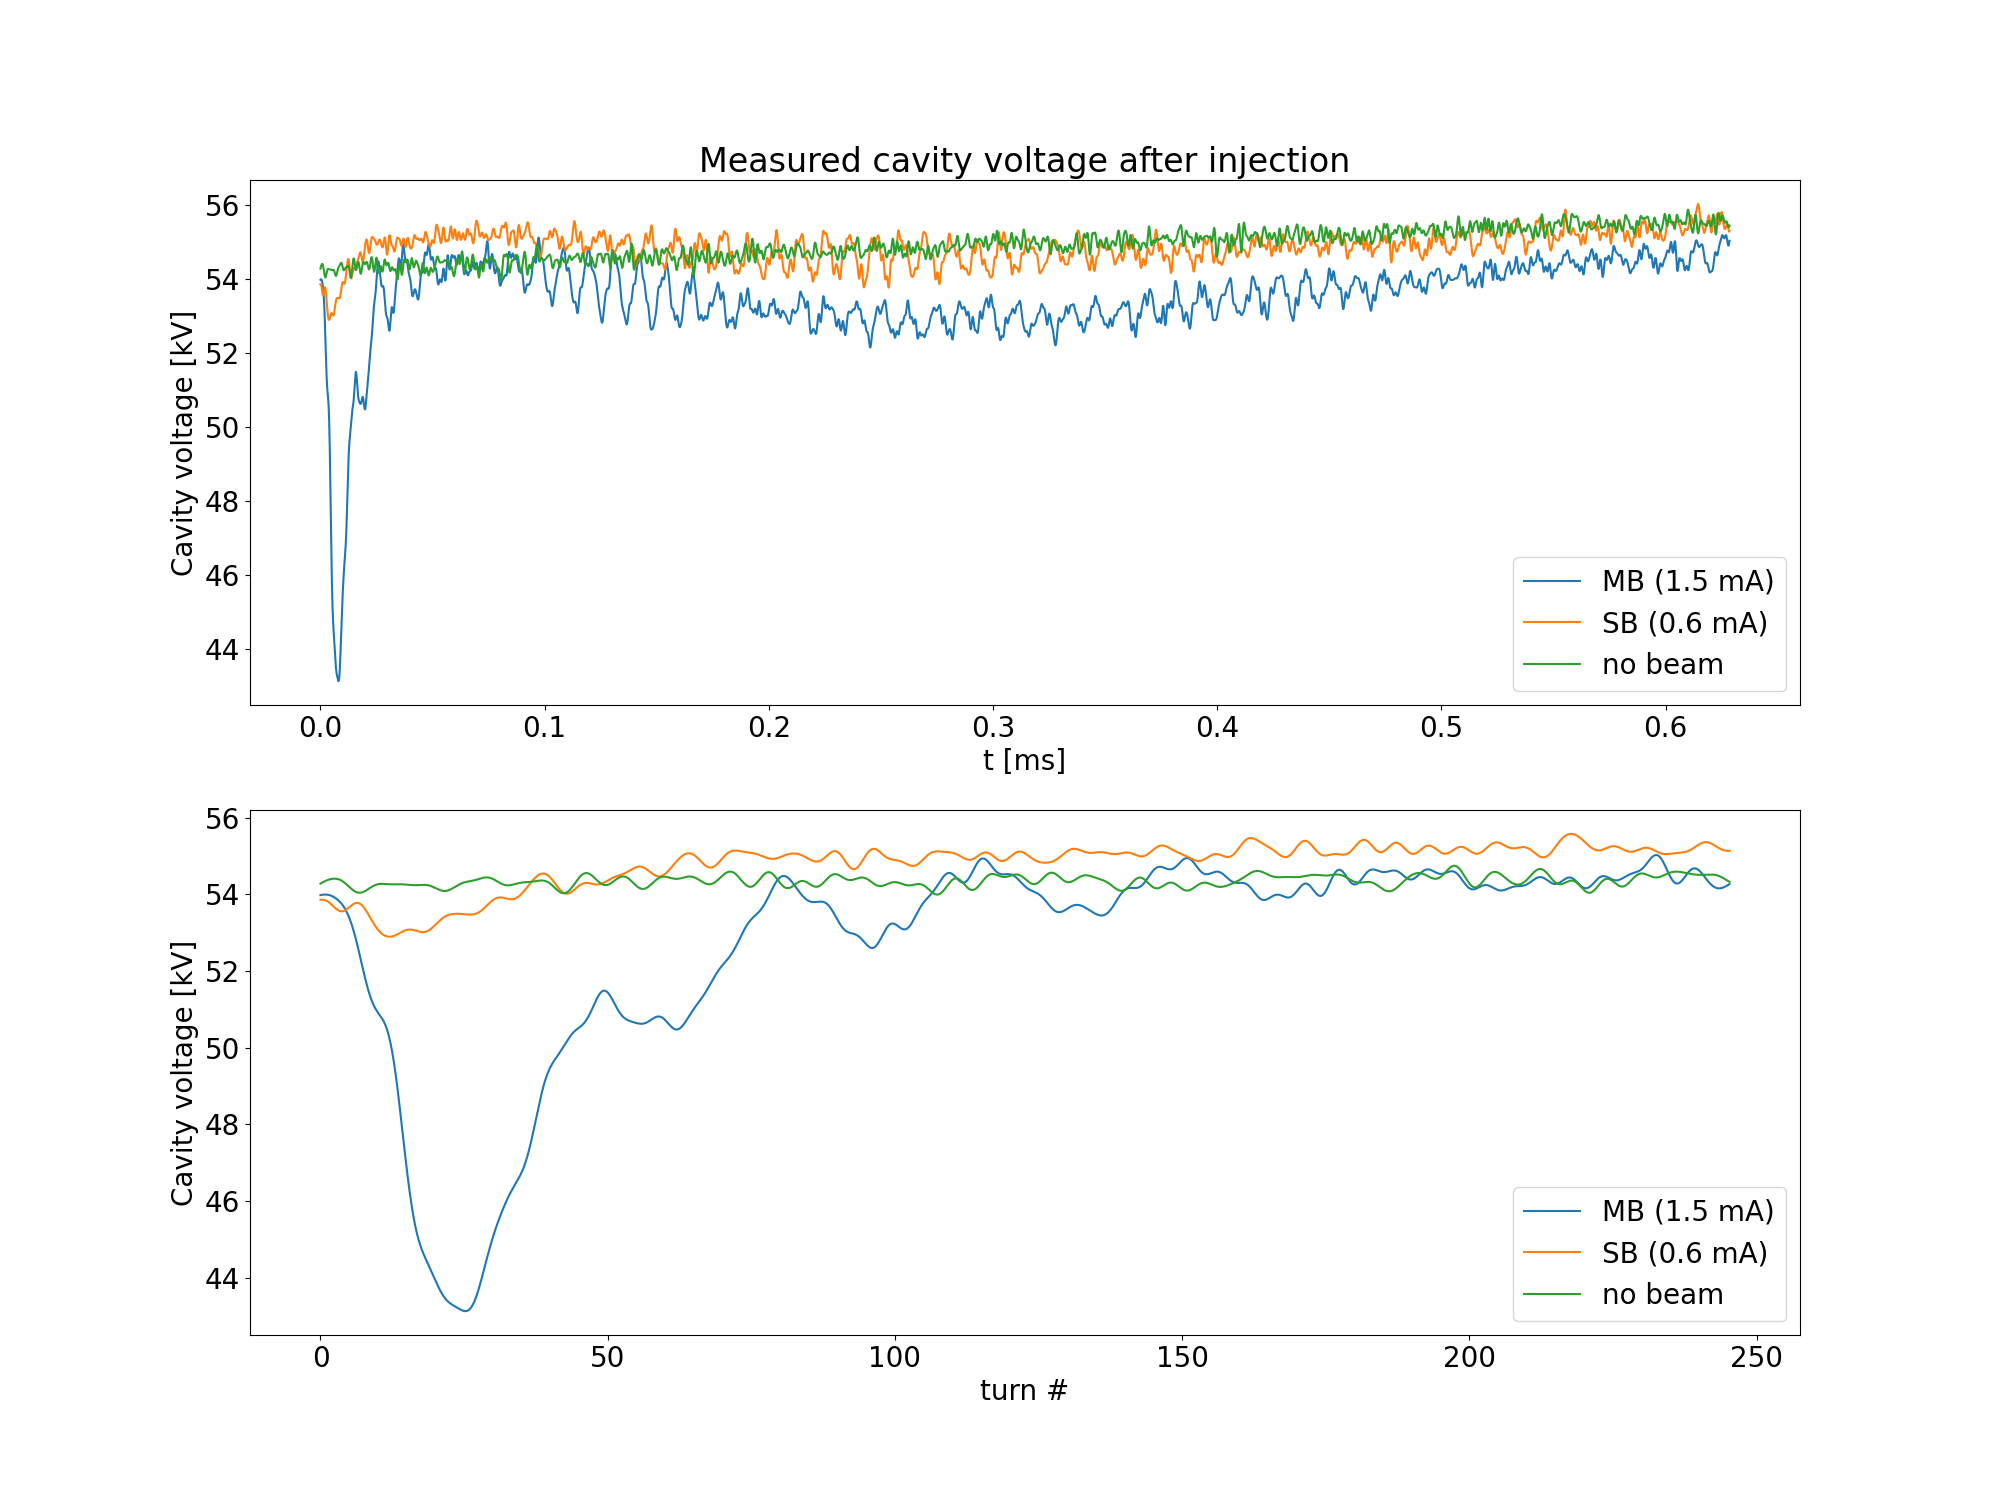 Measured cavity voltage after injection
Cavity voltage [kV]
56
54
52
50
48
46
44
MB (1.5 mA)
SB (0.6 mA)
no beam
0.0 0.1 0.2 0.3 0.4 0.5 0.6
t [ms]
Cavity voltage [kV]
56
54
52
50
48
46
44
MB (1.5 mA)
SB (0.6 mA)
no beam
0 50 100 150 200 250
turn #